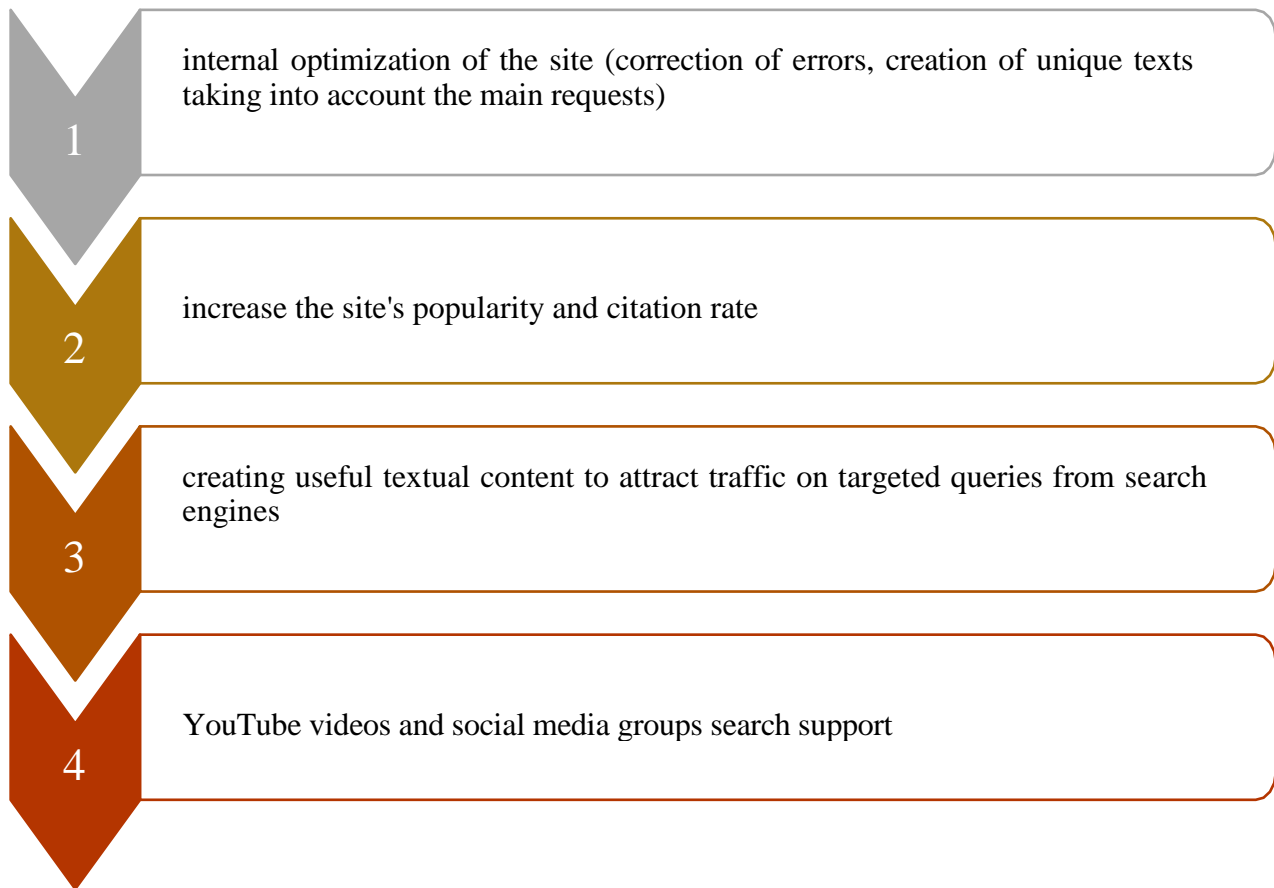 internal optimization of the site (correction of errors, creation of unique texts
taking into account the main requests)
1
increase the site's popularity and citation rate
2
creating useful textual content to attract traffic on targeted queries from search
engines
3
YouTube videos and social media groups search support
4